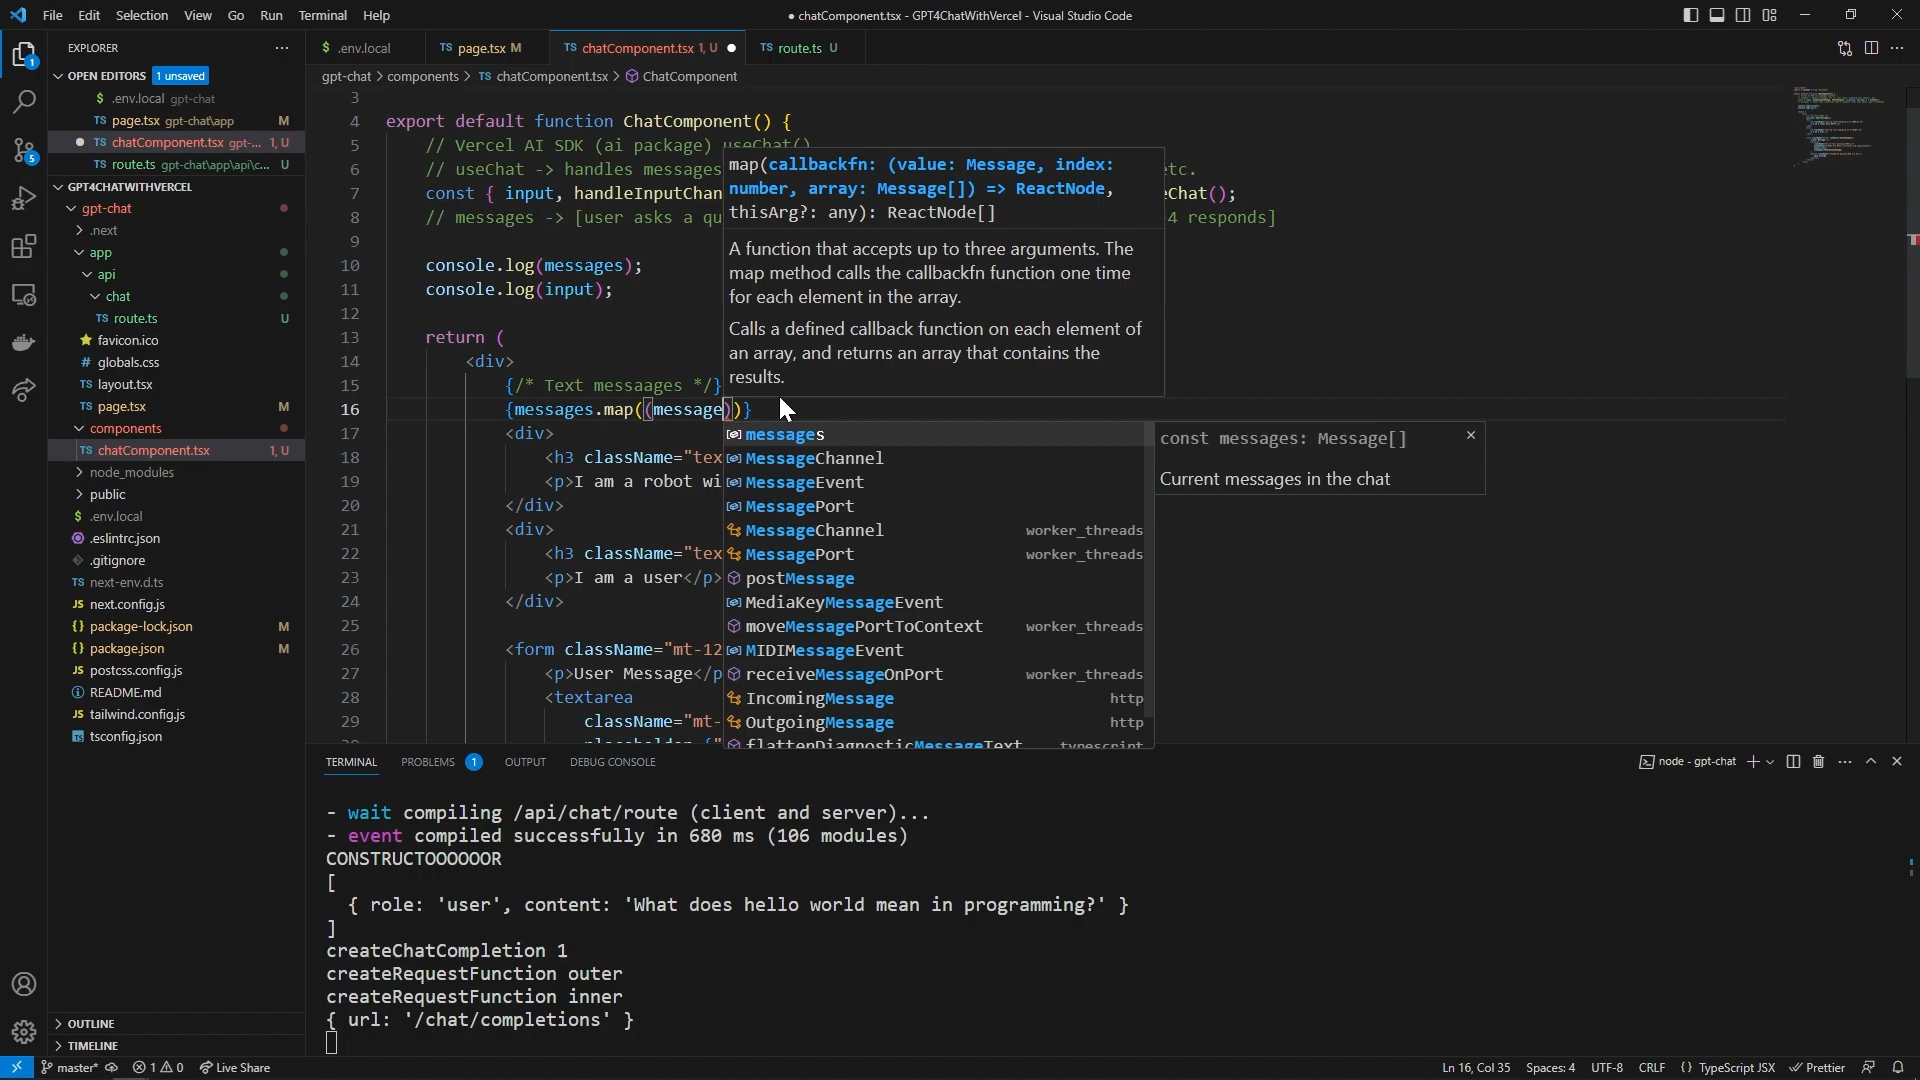 File Edit Selection View Go Run Terminal Help
● chatComponent.tsx - GPT4ChatWithVercel - Visual Studio Code
EXPLORER
OPEN EDITORS 1 unsaved
$ .env.local gpt-chat
TS page.tsx gpt-chat\app M
● TS chatComponent.tsx gpt-... 1, U
TS route.ts gpt-chat\app\api\c... U
GPT4CHATWITHVERCEL
gpt-chat
.next
app
api
chat
TS route.ts U
favicon.ico
# globals.css
TS layout.tsx
TS page.tsx M
components
TS chatComponent.tsx 1, U
node_modules
public
$ .env.local
.eslintrc.json
.gitignore
TS next-env.d.ts
JS next.config.js
{} package-lock.json M
{} package.json M
JS postcss.config.js
README.md
JS tailwind.config.js
tsconfig.json
OUTLINE
TIMELINE
1
5
$ .env.local
TS page.tsx M
TS chatComponent.tsx 1, U ●
TS route.ts U
gpt-chat > components > TS chatComponent.tsx > ChatComponent
3
4 export default function ChatComponent() {
5 // Vercel AI SDK (ai package) useChat()
6 // useChat -> handles messages etc.
7 const { input, handleInputChan eChat();
8 // messages -> [user asks a qu 4 responds]
9
10 console.log(messages);
11 console.log(input);
12
13 return (
14 <div>
15 {/* Text messaages */}
16 {messages.map((message))}
17 <div>
18 <h3 className="tex
19 <p>I am a robot wi
20 </div>
21 <div>
22 <h3 className="tex
23 <p>I am a user</p>
24 </div>
25
26 <form className="mt-12
27 <p>User Message</p
28 <textarea
29 className="mt-
map(callbackfn: (value: Message, index:
number, array: Message[]) => ReactNode,
thisArg?: any): ReactNode[]
A function that accepts up to three arguments. The
map method calls the callbackfn function one time
for each element in the array.
Calls a defined callback function on each element of
an array, and returns an array that contains the
results.
messages
MessageChannel
MessageEvent
MessagePort
MessageChannel worker_threads
MessagePort worker_threads
postMessage
MediaKeyMessageEvent
moveMessagePortToContext worker_threads
MIDIMessageEvent
receiveMessageOnPort worker_threads
IncomingMessage http
OutgoingMessage http
flattenDiagnosticMessageText typescript
const messages: Message[]
Current messages in the chat
TERMINAL PROBLEMS 1 OUTPUT DEBUG CONSOLE
node - gpt-chat
- wait compiling /api/chat/route (client and server)...
- event compiled successfully in 680 ms (106 modules)
CONSTRUCTOOOOOOR
[
{ role: 'user', content: 'What does hello world mean in programming?' }
]
createChatCompletion 1
createRequestFunction outer
createRequestFunction inner
{ url: '/chat/completions' }
master* 1 0 Live Share
Ln 16, Col 35 Spaces: 4 UTF-8 CRLF {} TypeScript JSX Prettier